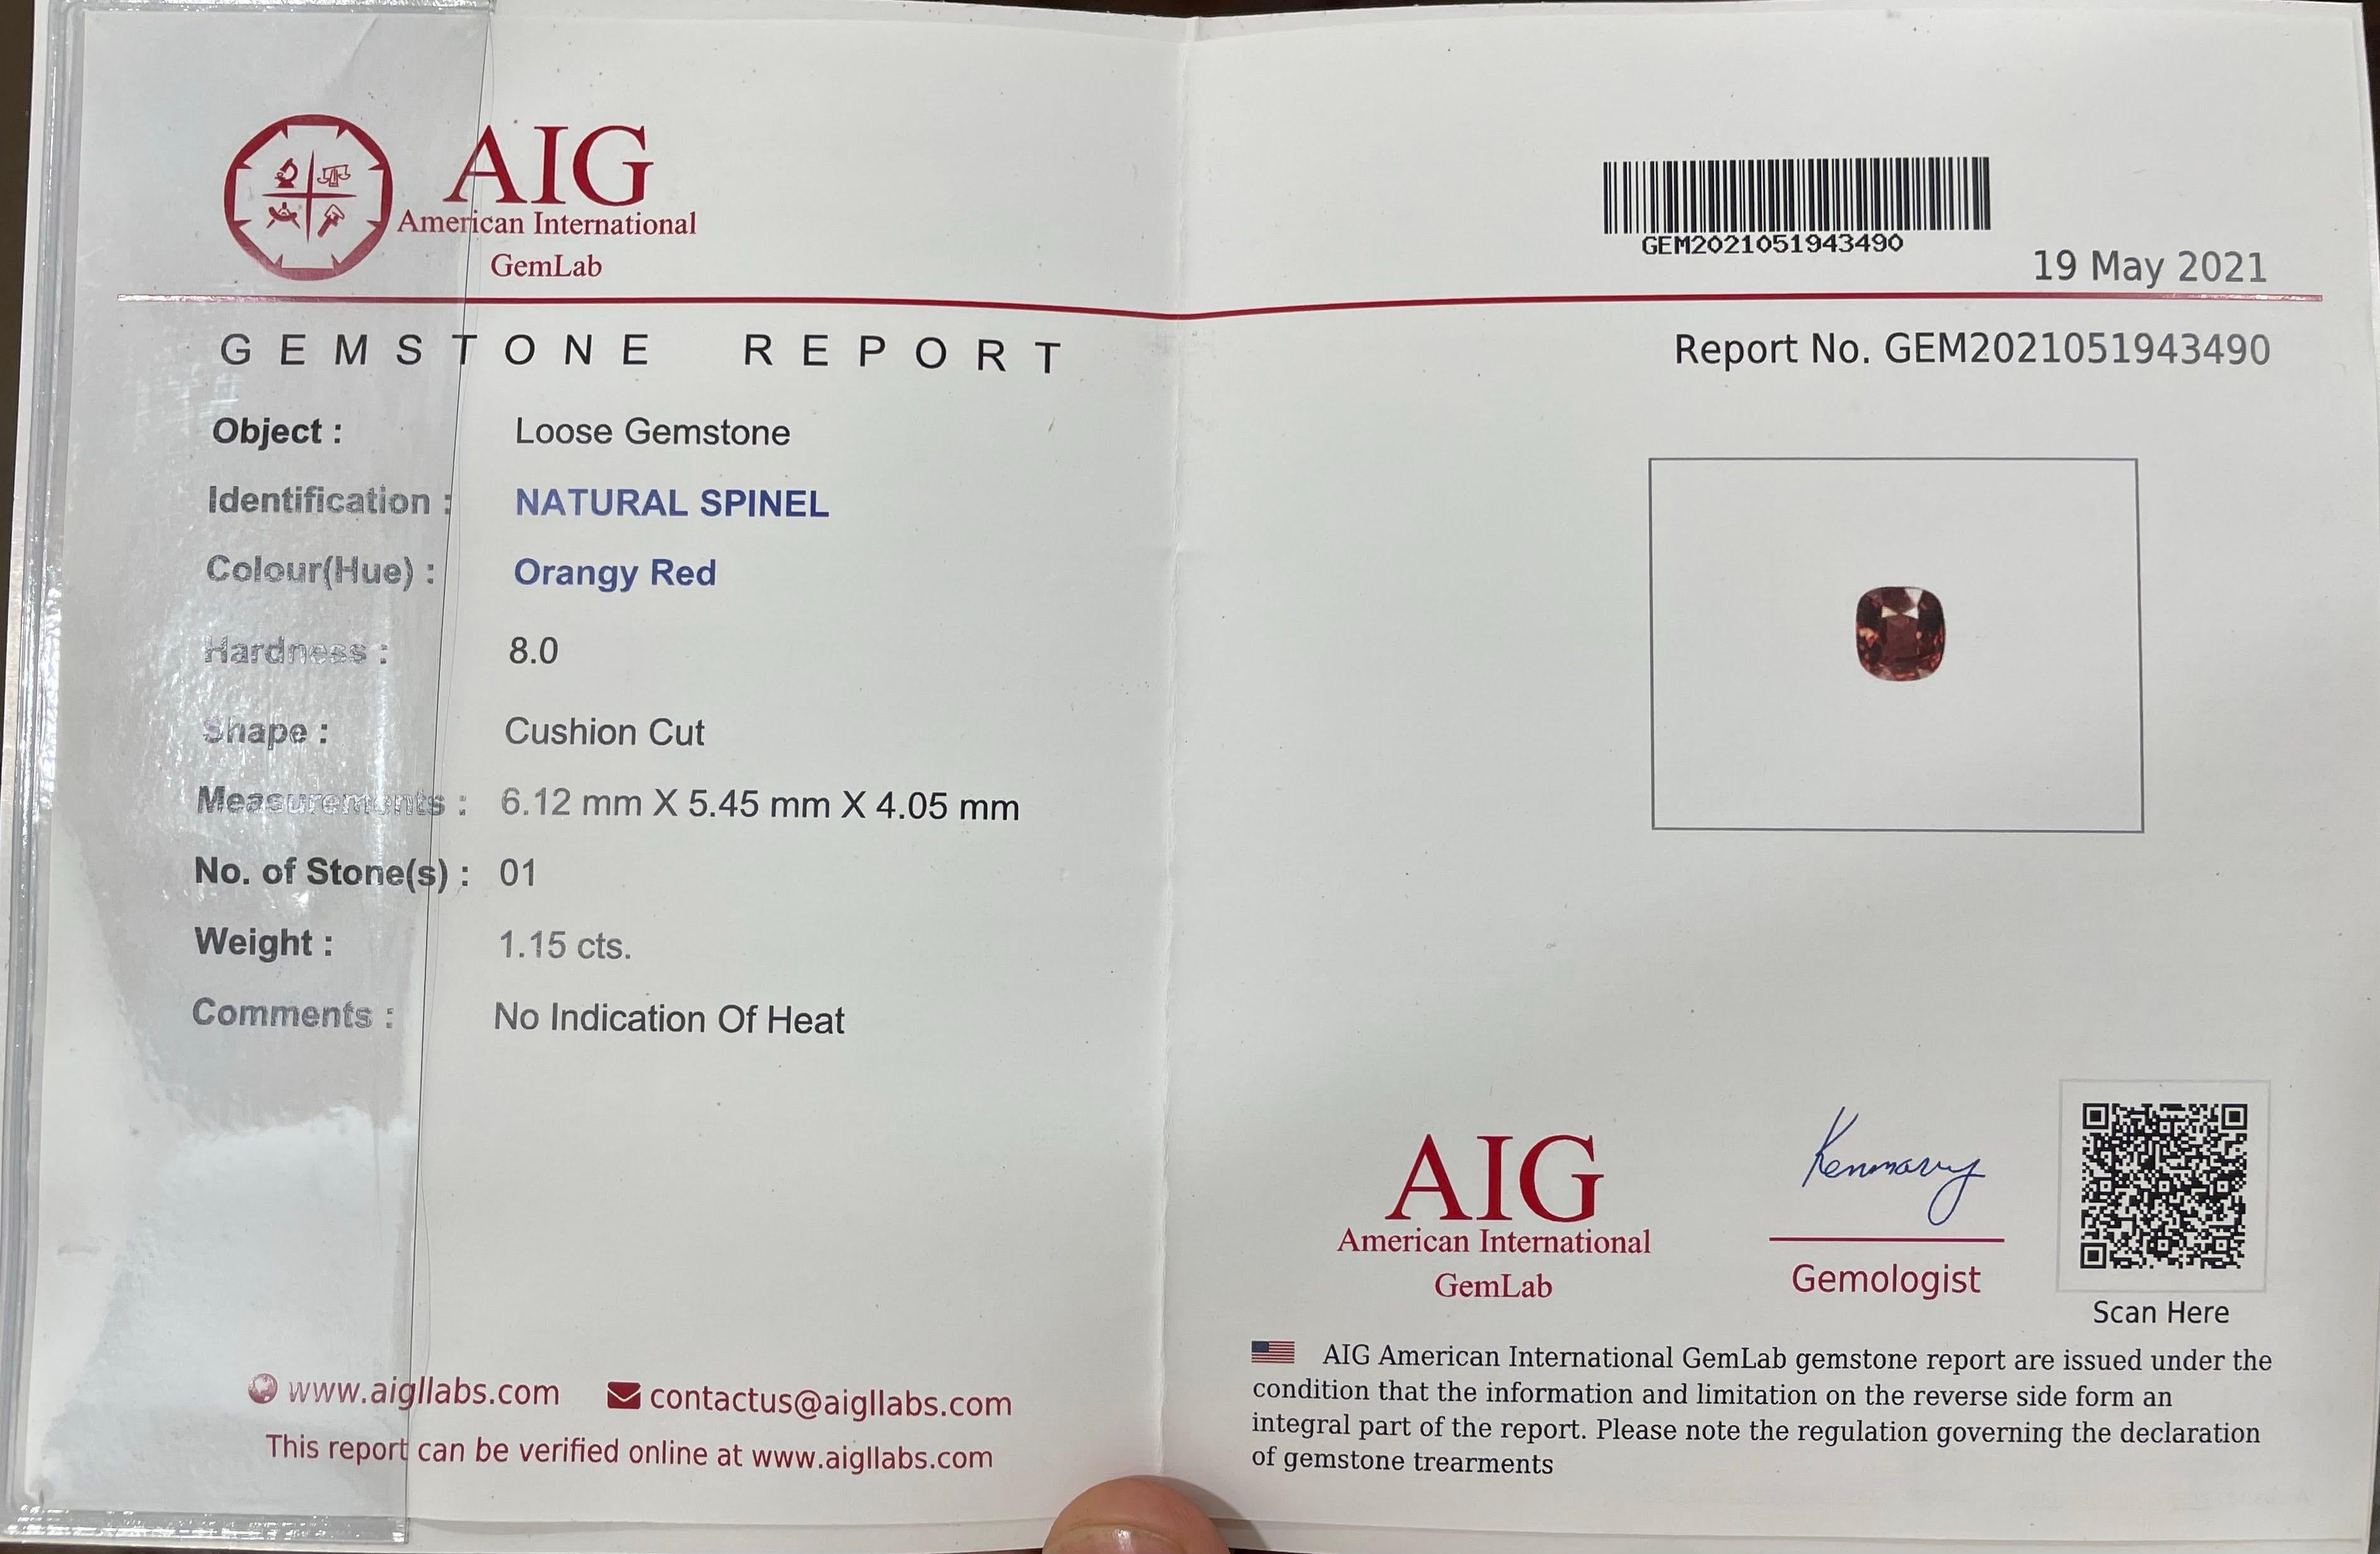 AIG
American International
GemLab
GEM2021051943490
19 May 2021
GEMSTONE REPORT
Report No. GEM2021051943490
Object : Loose Gemstone
Identification : NATURAL SPINEL
Colour(Hue) : Orangy Red
Hardness : 8.0
Shape : Cushion Cut
Measurements : 6.12 mm X 5.45 mm X 4.05 mm
No. of Stone(s) : 01
Weight : 1.15 cts.
Comments : No Indication Of Heat
www.aigllabs.com contactus@aigllabs.com
This report can be verified online at www.aigllabs.com
AIG
American International
GemLab
Gemologist
Scan Here
AIG American International GemLab gemstone report are issued under the
condition that the information and limitation on the reverse side form an
integral part of the report. Please note the regulation governing the declaration
of gemstone trearments